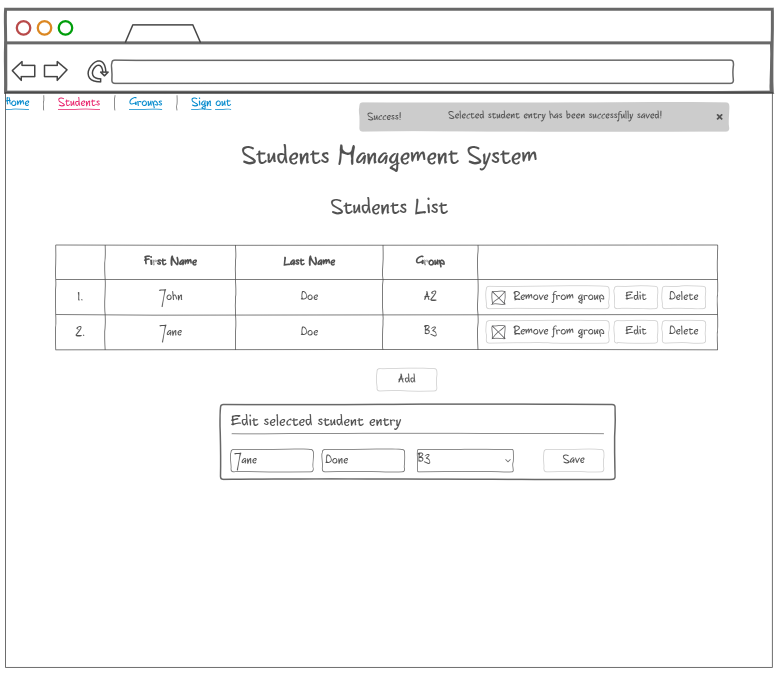 Home | Students | Groups | Sign out
Success! Selected student entry has been successfully saved! ×
Students Management System
Students List
First Name Last Name Group
1. John Doe A2 Remove from group Edit Delete
2. Jane Doe B3 Remove from group Edit Delete
Add
Edit selected student entry
Jane Done B3 Save